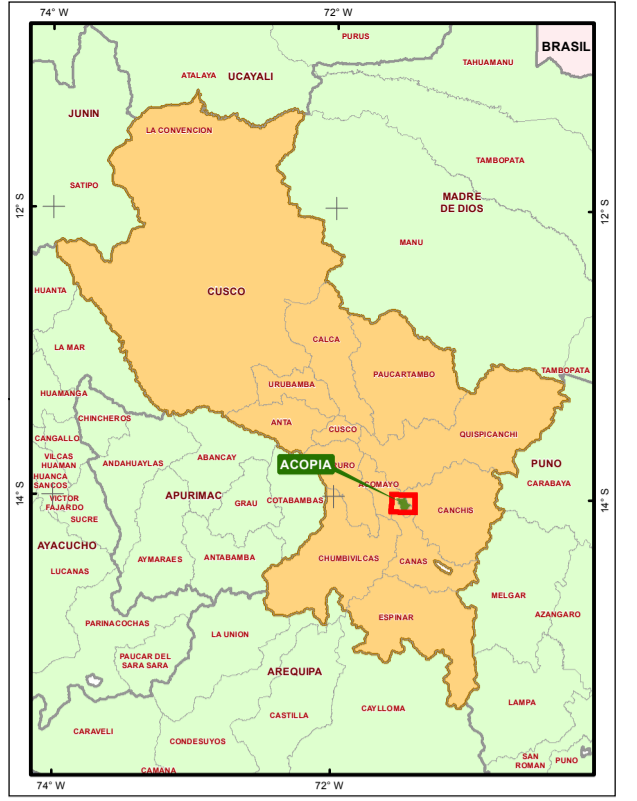 74° W
72° W
PURUS
BRASIL
TAHUAMANU
ATALAYA
UCAYALI
JUNIN
LA CONVENCION
TAMBOPATA
SATIPO
MADRE
DE DIOS
12° S
12° S
MANU
HUANTA
CUSCO
CALCA
LA MAR
PAUCARTAMBO
TAMBOPATA
URUBAMBA
HUAMANGA
CHINCHEROS
ANTA
CUSCO
QUISPICANCHI
CANGALLO
VILCAS
HUAMAN
ANDAHUAYLAS
ABANCAY
ACOPIA
URO
PUNO
CARABAYA
HUANCA
SANCOS
ACOMAYO
14° S
14° S
VICTOR
FAJARDO
APURIMAC
GRAU
COTABAMBAS
CANCHIS
SUCRE
AYACUCHO
LUCANAS
AYMARAES
ANTABAMBA
CHUMBIVILCAS
CANAS
MELGAR
AZANGARO
PARINACOCHAS
LA UNION
ESPINAR
PAUCAR DEL
SARA SARA
AREQUIPA
CARAVELI
CONDESUYOS
CASTILLA
CAYLLOMA
LAMPA
SAN
ROMAN
PUNO
CAMANA
74° W
72° W